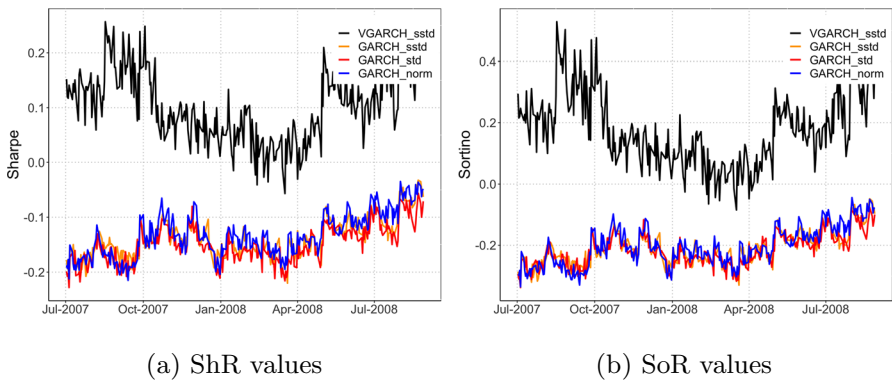 Sharpe
0.2
0.1
0.0
-0.1
-0.2
VGARCH_sstd
GARCH_sstd
GARCH_std
GARCH_norm
Jul-2007 Oct-2007 Jan-2008 Apr-2008 Jul-2008
(a) ShR values
Sortino
0.4
0.2
0.0
-0.2
VGARCH_sstd
GARCH_sstd
GARCH_std
GARCH_norm
Jul-2007 Oct-2007 Jan-2008 Apr-2008 Jul-2008
(b) SoR values